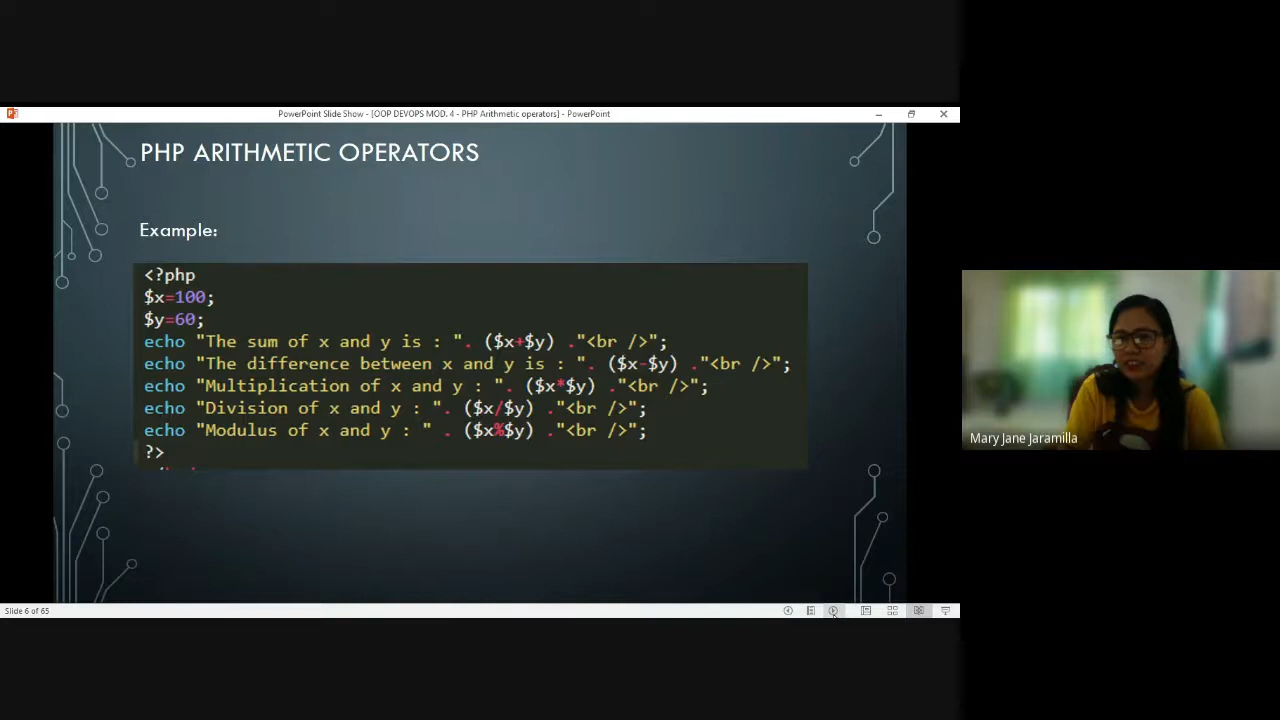 PowerPoint Slide Show - [OOP DEVOPS MOD. 4 - PHP Arithmetic operators] - PowerPoint
PHP ARITHMETIC OPERATORS
Example:
<?php
$x=100;
$y=60;
echo "The sum of x and y is : ". ($x+$y) ."<br />";
echo "The difference between x and y is : ". ($x-$y) ."<br />";
echo "Multiplication of x and y : ". ($x*$y) ."<br />";
echo "Division of x and y : ". ($x/$y) ."<br />";
echo "Modulus of x and y : " . ($x%$y) ."<br />";
?>
Mary Jane Jaramilla
Slide 6 of 65